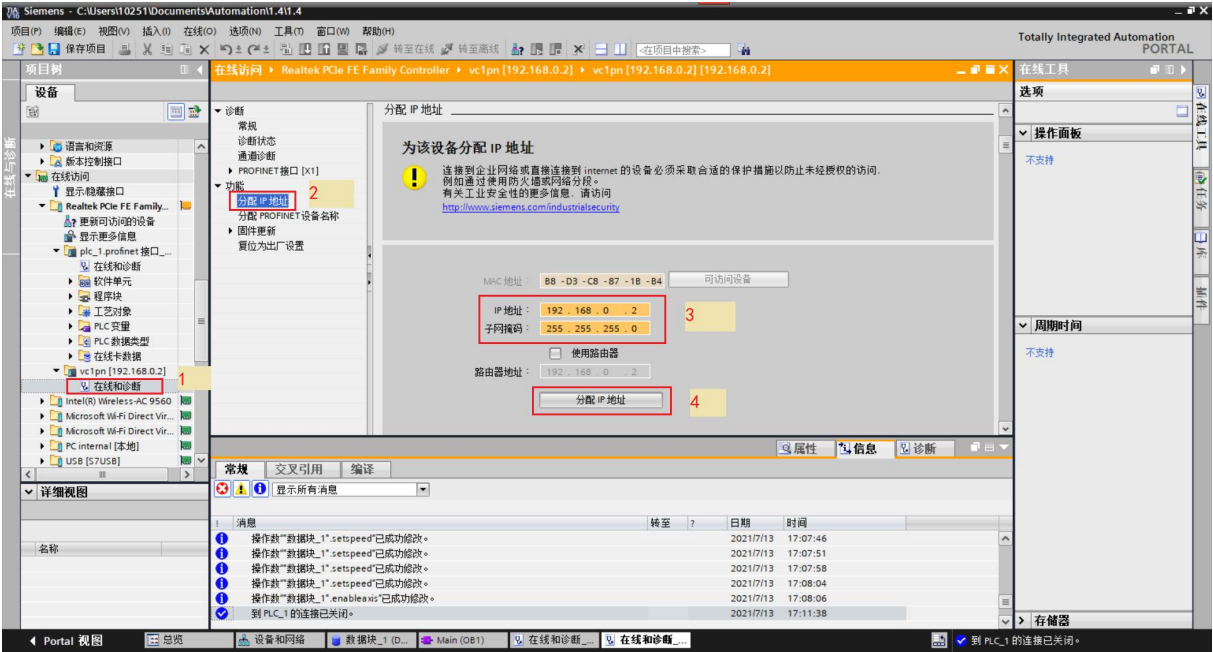 Siemens - C:\Users\10251\Documents\Automation\1.4\1.4
项目(P) 编辑(E) 视图(V) 插入(I) 在线(O) 选项(N) 工具(T) 窗口(W) 帮助(H)
Totally Integrated Automation
PORTAL
保存项目
转至在线
转至离线
<在项目中搜索>
项目树
设备
语言和资源
版本控制接口
在线访问
显示/隐藏接口
Realtek PCIe FE Family...
更新可访问的设备
显示更多信息
plc_1.profinet 接口_...
在线和诊断
软件单元
程序块
工艺对象
PLC 变量
PLC 数据类型
在线卡数据
vc1pn [192.168.0.2]
在线和诊断
1
Intel(R) Wireless-AC 9560
Microsoft Wi-Fi Direct Vir...
Microsoft Wi-Fi Direct Vir...
PC internal [本地]
USB [S7USB]
详细视图
名称
在线与诊断
在线访问 ▸ Realtek PCIe FE Family Controller ▸ vc1pn [192.168.0.2] ▸ vc1pn [192.168.0.2] [192.168.0.2]
诊断
常规
诊断状态
通道诊断
PROFINET接口 [X1]
功能
分配 IP 地址
2
分配 PROFINET 设备名称
固件更新
复位为出厂设置
分配 IP 地址
为该设备分配 IP 地址
连接到企业网络或直接连接到 internet 的设备必须采取合适的保护措施以防止未经授权的访问.
例如通过使用防火墙或网络分段。
有关工业安全性的更多信息, 请访问
http://www.siemens.com/industrialsecurity
MAC 地址： B8 -D3 -C8 -87 -1B -B4 可访问设备
IP 地址： 192 . 168 . 0 . 2
3
子网掩码： 255 . 255 . 255 . 0
使用路由器
路由器地址： 192 . 168 . 0 . 2
分配 IP 地址
4
属性 信息 诊断
常规 交叉引用 编译
显示所有消息
! 消息 转至 ? 日期 时间
操作数"“数据块_1".setspeed"已成功修改。 2021/7/13 17:07:46
操作数"“数据块_1".setspeed"已成功修改。 2021/7/13 17:07:51
操作数"“数据块_1".setspeed"已成功修改。 2021/7/13 17:07:58
操作数"“数据块_1".setspeed"已成功修改。 2021/7/13 17:08:04
操作数"“数据块_1".enableaxis"已成功修改。 2021/7/13 17:08:06
到 PLC_1 的连接已关闭。 2021/7/13 17:11:38
在线工具
选项
操作面板
不支持
周期时间
不支持
存储器
在线工具
任务
库
插件
Portal 视图
总览
设备和网络
数据块_1 (D...
Main (OB1)
在线和诊断_...
在线和诊断_...
到 PLC_1 的连接已关闭。